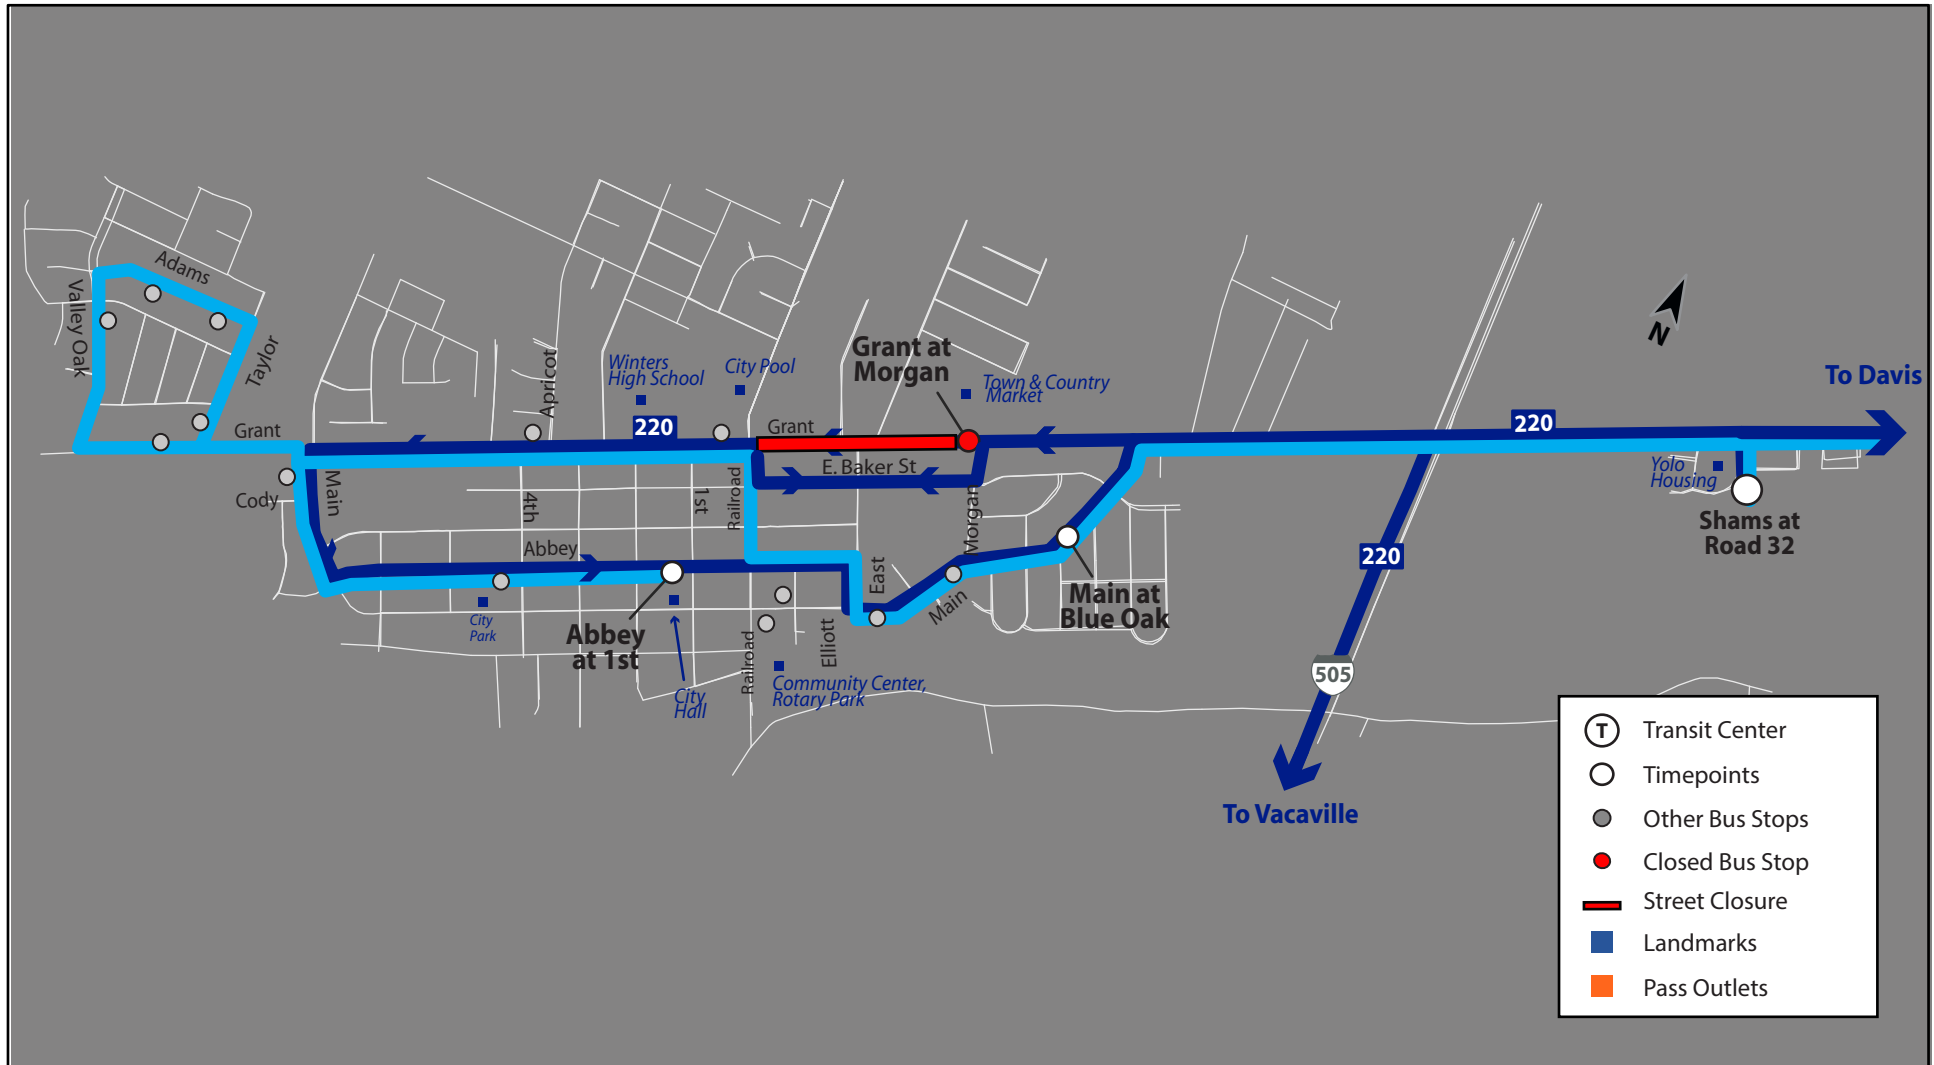 Adams
Valley Oak
Taylor
Grant
Cody
Main
Apricot
Winters
High School
City Pool
220
Grant
Grant at
Morgan
Town & Country
Market
E. Baker St
4th
1st
Railroad
Morgan
Abbey
City
Park
Abbey
at 1st
City
Hall
Railroad
Elliott
East
Main
Community Center,
Rotary Park
Main at
Blue Oak
220
220
505
To Vacaville
N
To Davis
Yolo
Housing
Shams at
Road 32
T Transit Center
Timepoints
Other Bus Stops
Closed Bus Stop
Street Closure
Landmarks
Pass Outlets